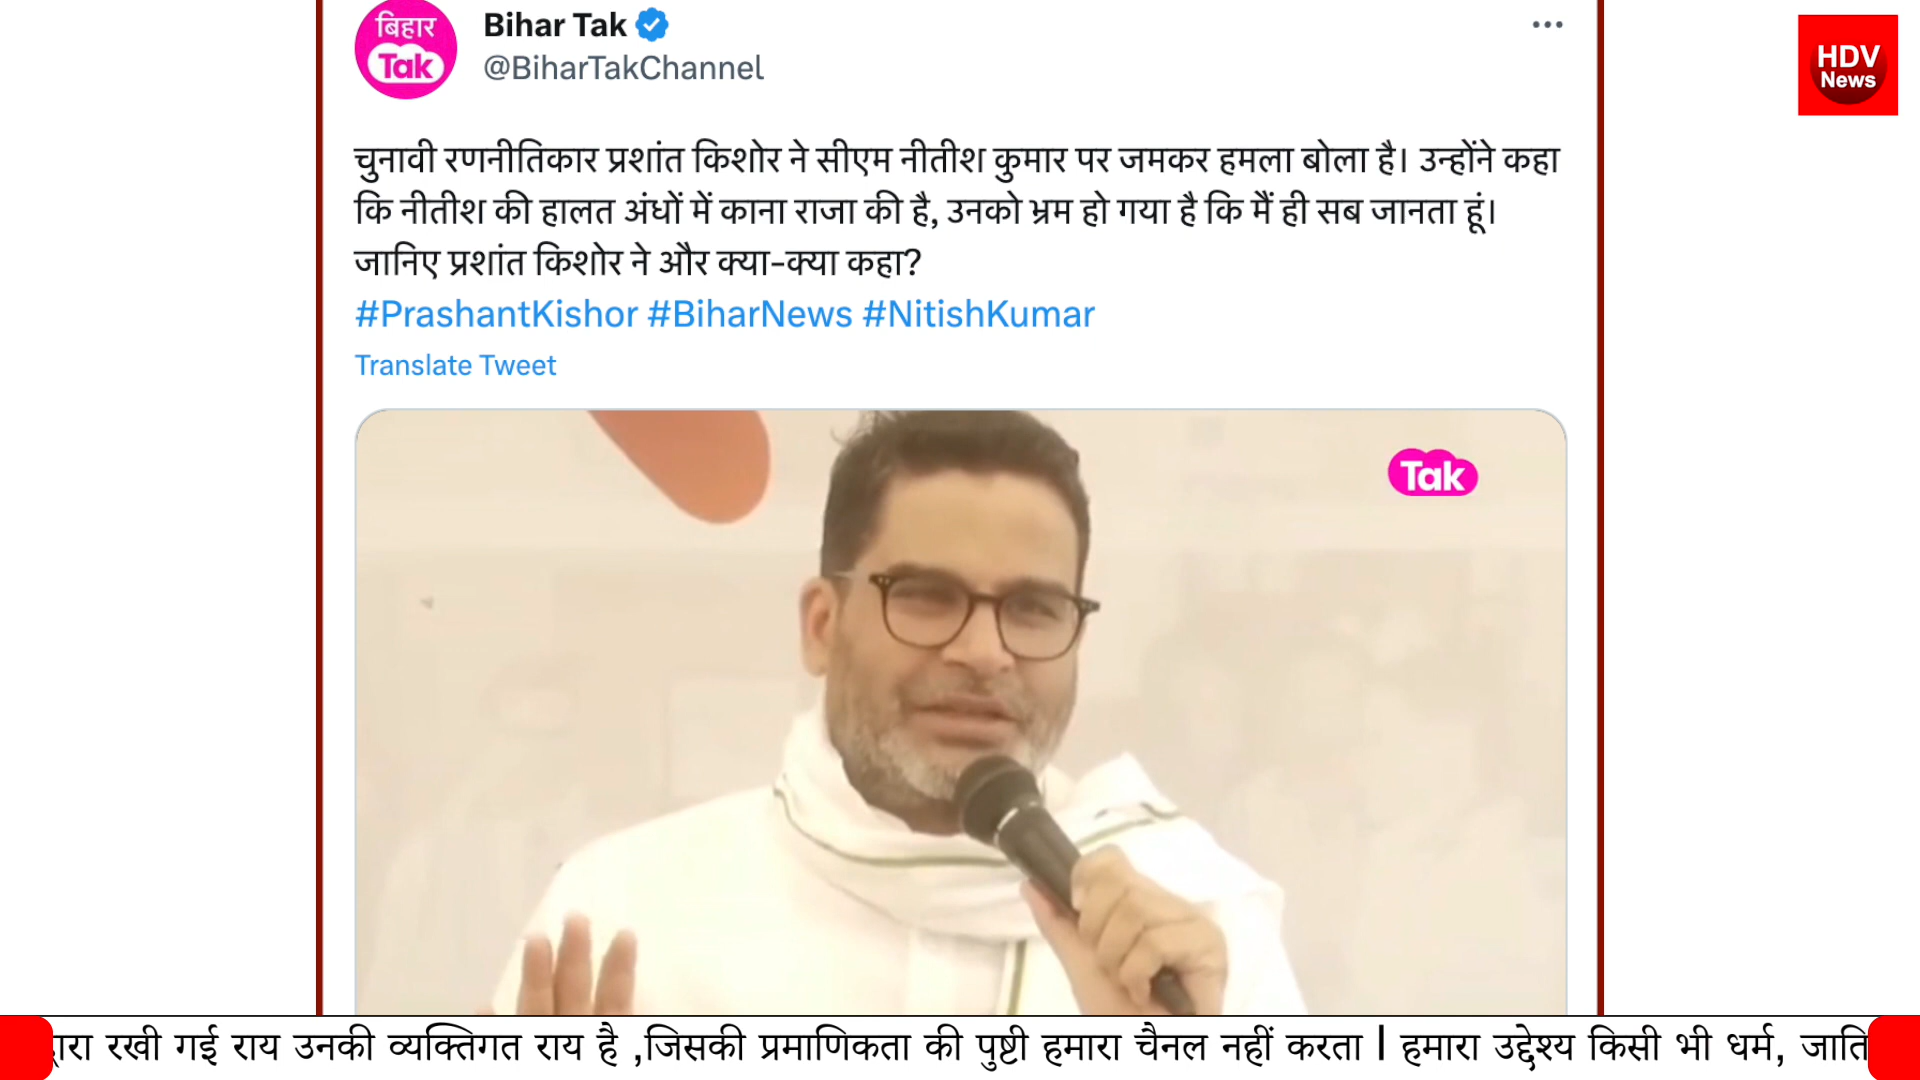 बिहार
Tak
Bihar Tak
@BiharTakChannel
HDV
News
चुनावी रणनीतिकार प्रशांत किशोर ने सीएम नीतीश कुमार पर जमकर हमला बोला है। उन्होंने कहा
कि नीतीश की हालत अंधों में काना राजा की है, उनको भ्रम हो गया है कि मैं ही सब जानता हूं।
जानिए प्रशांत किशोर ने और क्या-क्या कहा?
#PrashantKishor #BiharNews #NitishKumar
Translate Tweet
Tak
रखी गई राय उनकी व्यक्तिगत राय है ,जिसकी प्रमाणिकता की पुष्टी हमारा चैनल नहीं करता l हमारा उद्देश्य किसी भी धर्म, जाति